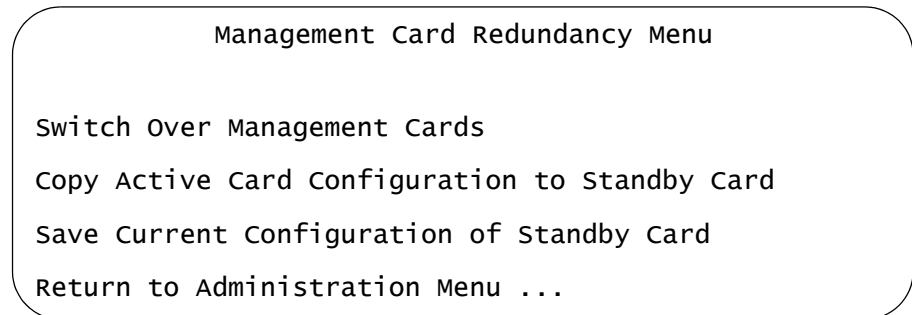 Management Card Redundancy Menu
Switch Over Management Cards
Copy Active Card Configuration to Standby Card
Save Current Configuration of Standby Card
Return to Administration Menu ...